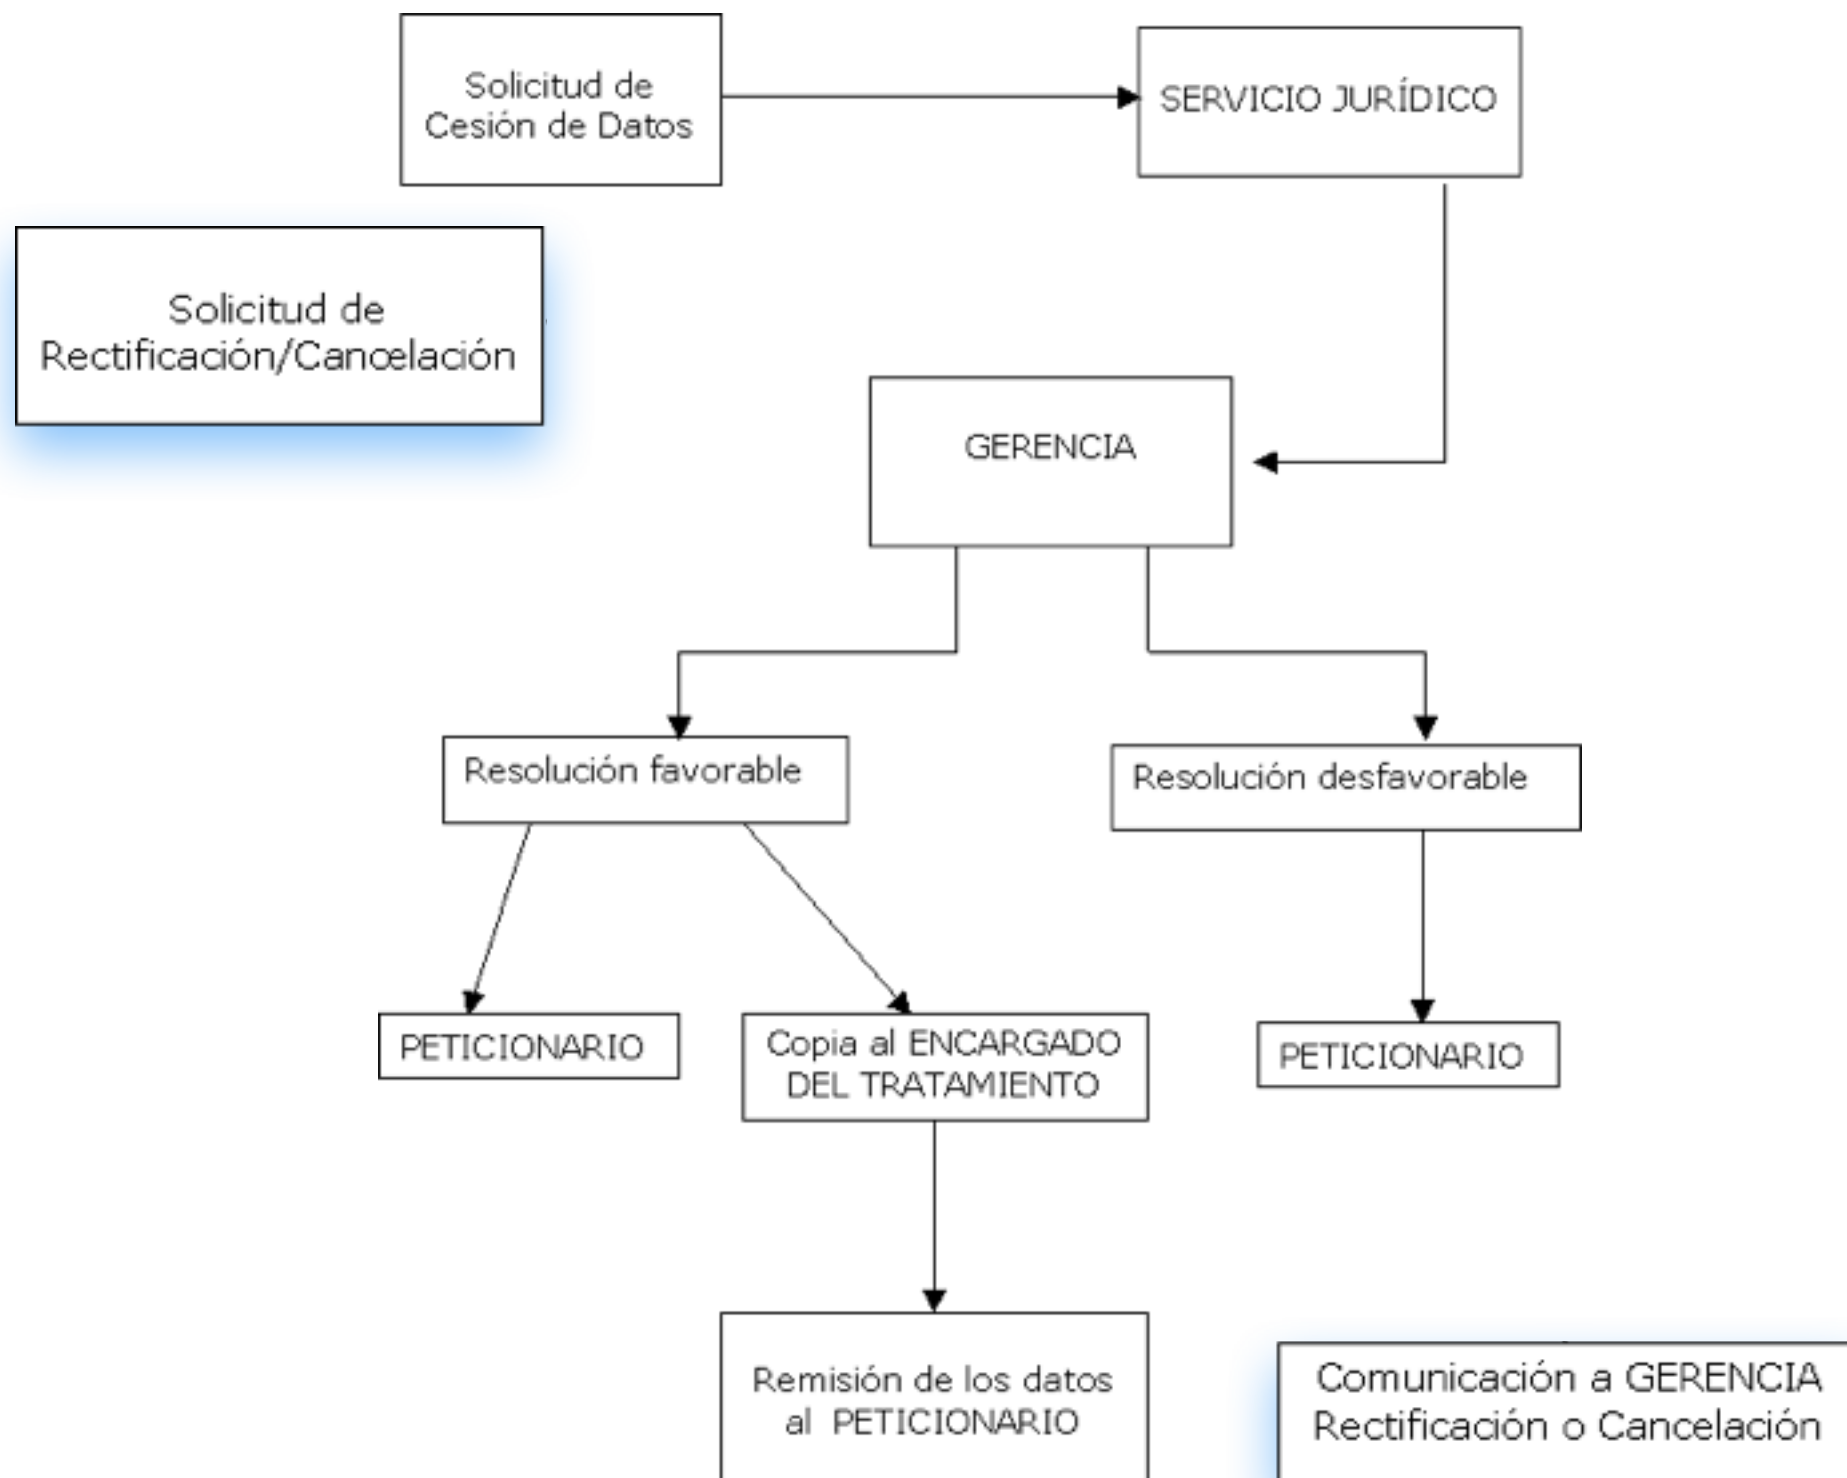 Solicitud de
Cesión de Datos
SERVICIO JURÍDICO
Solicitud de
Rectificación/Cancelación
GERENCIA
Resolución favorable
Resolución desfavorable
PETICIONARIO
Copia al ENCARGADO
DEL TRATAMIENTO
PETICIONARIO
Remisión de los datos
al PETICIONARIO
Comunicación a GERENCIA
Rectificación o Cancelación